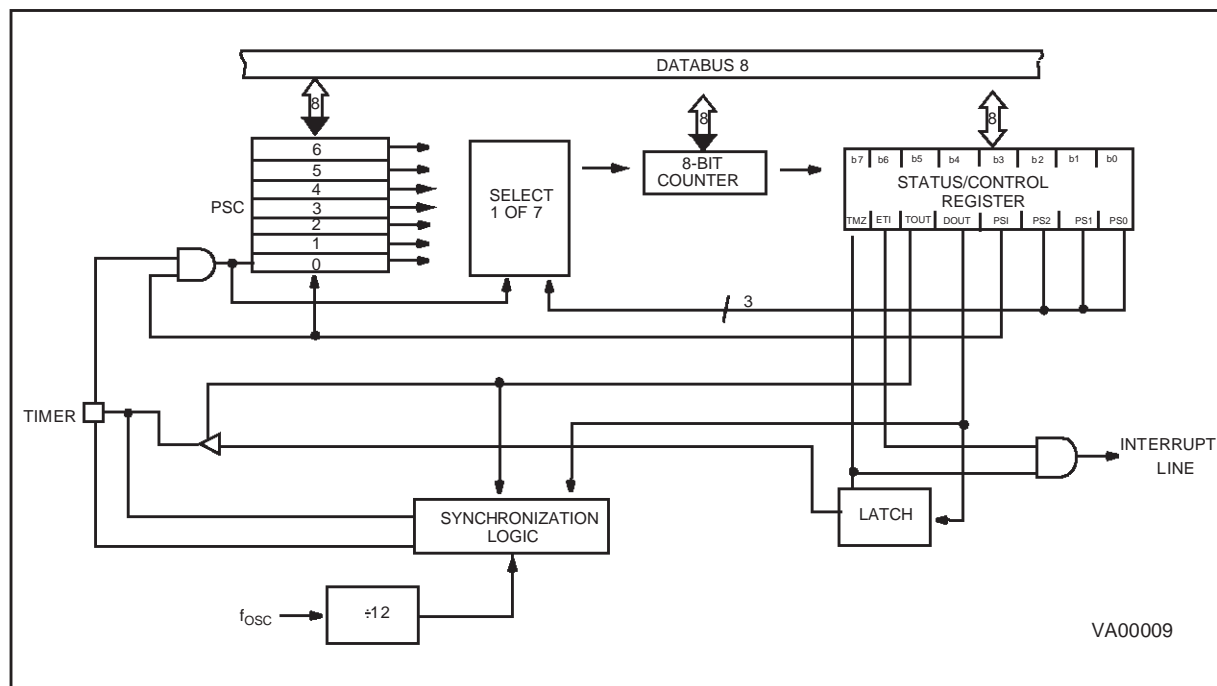 DATABUS 8
8
8
8
6
5
4
3
2
1
0
PSC
SELECT
1 OF 7
8-BIT
COUNTER
b7 b6 b5 b4 b3 b2 b1 b0
STATUS/CONTROL
REGISTER
TMZ ETI TOUT DOUT PSI PS2 PS1 PS0
3
TIMER
INTERRUPT
LINE
SYNCHRONIZATION
LOGIC
LATCH
fOSC
÷12
VA00009